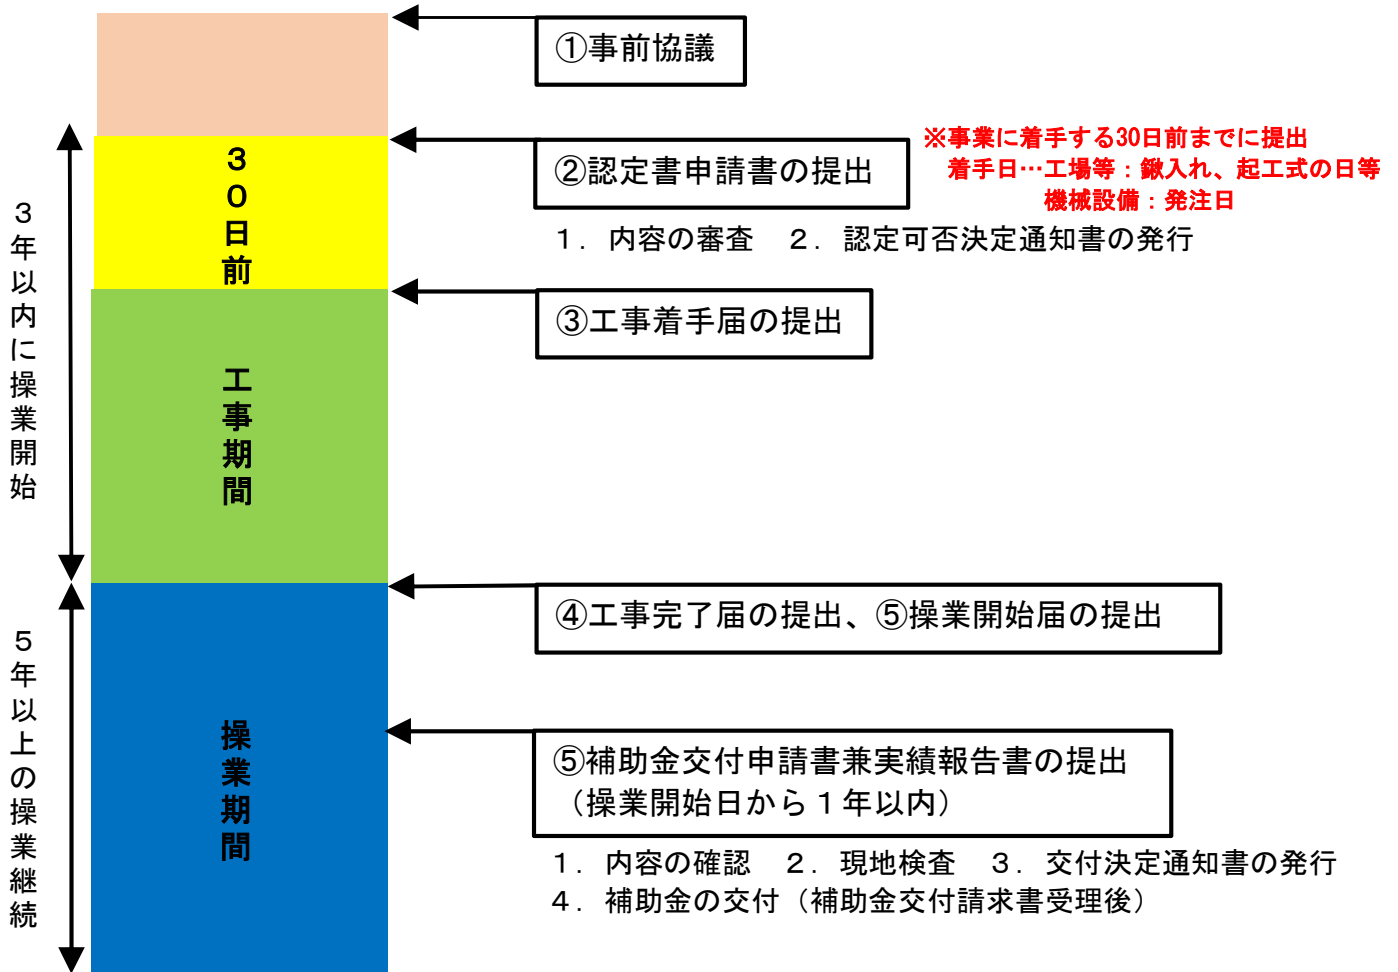 ①事前協議
3年以内に操業開始
30日前
②認定書申請書の提出
※事業に着手する30日前までに提出
着手日…工場等：鍬入れ、起工式の日等
機械設備：発注日
１．内容の審査　２．認定可否決定通知書の発行
③工事着手届の提出
工事期間
④工事完了届の提出、⑤操業開始届の提出
5年以上の操業継続
操業期間
⑤補助金交付申請書兼実績報告書の提出
（操業開始日から１年以内）
１．内容の確認　２．現地検査　３．交付決定通知書の発行
４．補助金の交付（補助金交付請求書受理後）